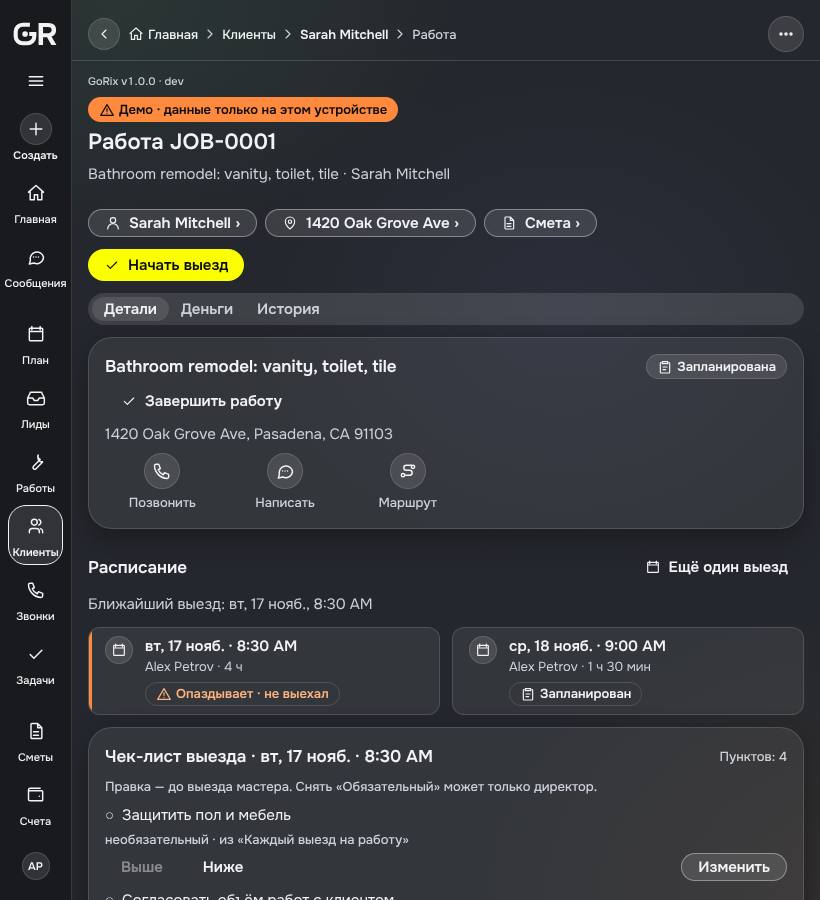 GR
Главная
Клиенты
Sarah Mitchell
Работа
GoRix v1.0.0 · dev
Демо · данные только на этом устройстве
Работа JOB-0001
Bathroom remodel: vanity, toilet, tile · Sarah Mitchell
Sarah Mitchell ›
1420 Oak Grove Ave ›
Смета ›
Начать выезд
Детали
Деньги
История
Bathroom remodel: vanity, toilet, tile
Запланирована
Завершить работу
1420 Oak Grove Ave, Pasadena, CA 91103
Позвонить
Написать
Маршрут
Расписание
Ещё один выезд
Ближайший выезд: вт, 17 нояб., 8:30 AM
вт, 17 нояб. · 8:30 AM
Alex Petrov · 4 ч
Опаздывает · не выехал
ср, 18 нояб. · 9:00 AM
Alex Petrov · 1 ч 30 мин
Запланирован
Чек-лист выезда · вт, 17 нояб. · 8:30 AM
Пунктов: 4
Правка — до выезда мастера. Снять «Обязательный» может только директор.
Защитить пол и мебель
необязательный · из «Каждый выезд на работу»
Выше
Ниже
Изменить
Согласовать объём работ с клиентом
Создать
Главная
Сообщения
План
Лиды
Работы
Клиенты
Звонки
Задачи
Сметы
Счета
AP